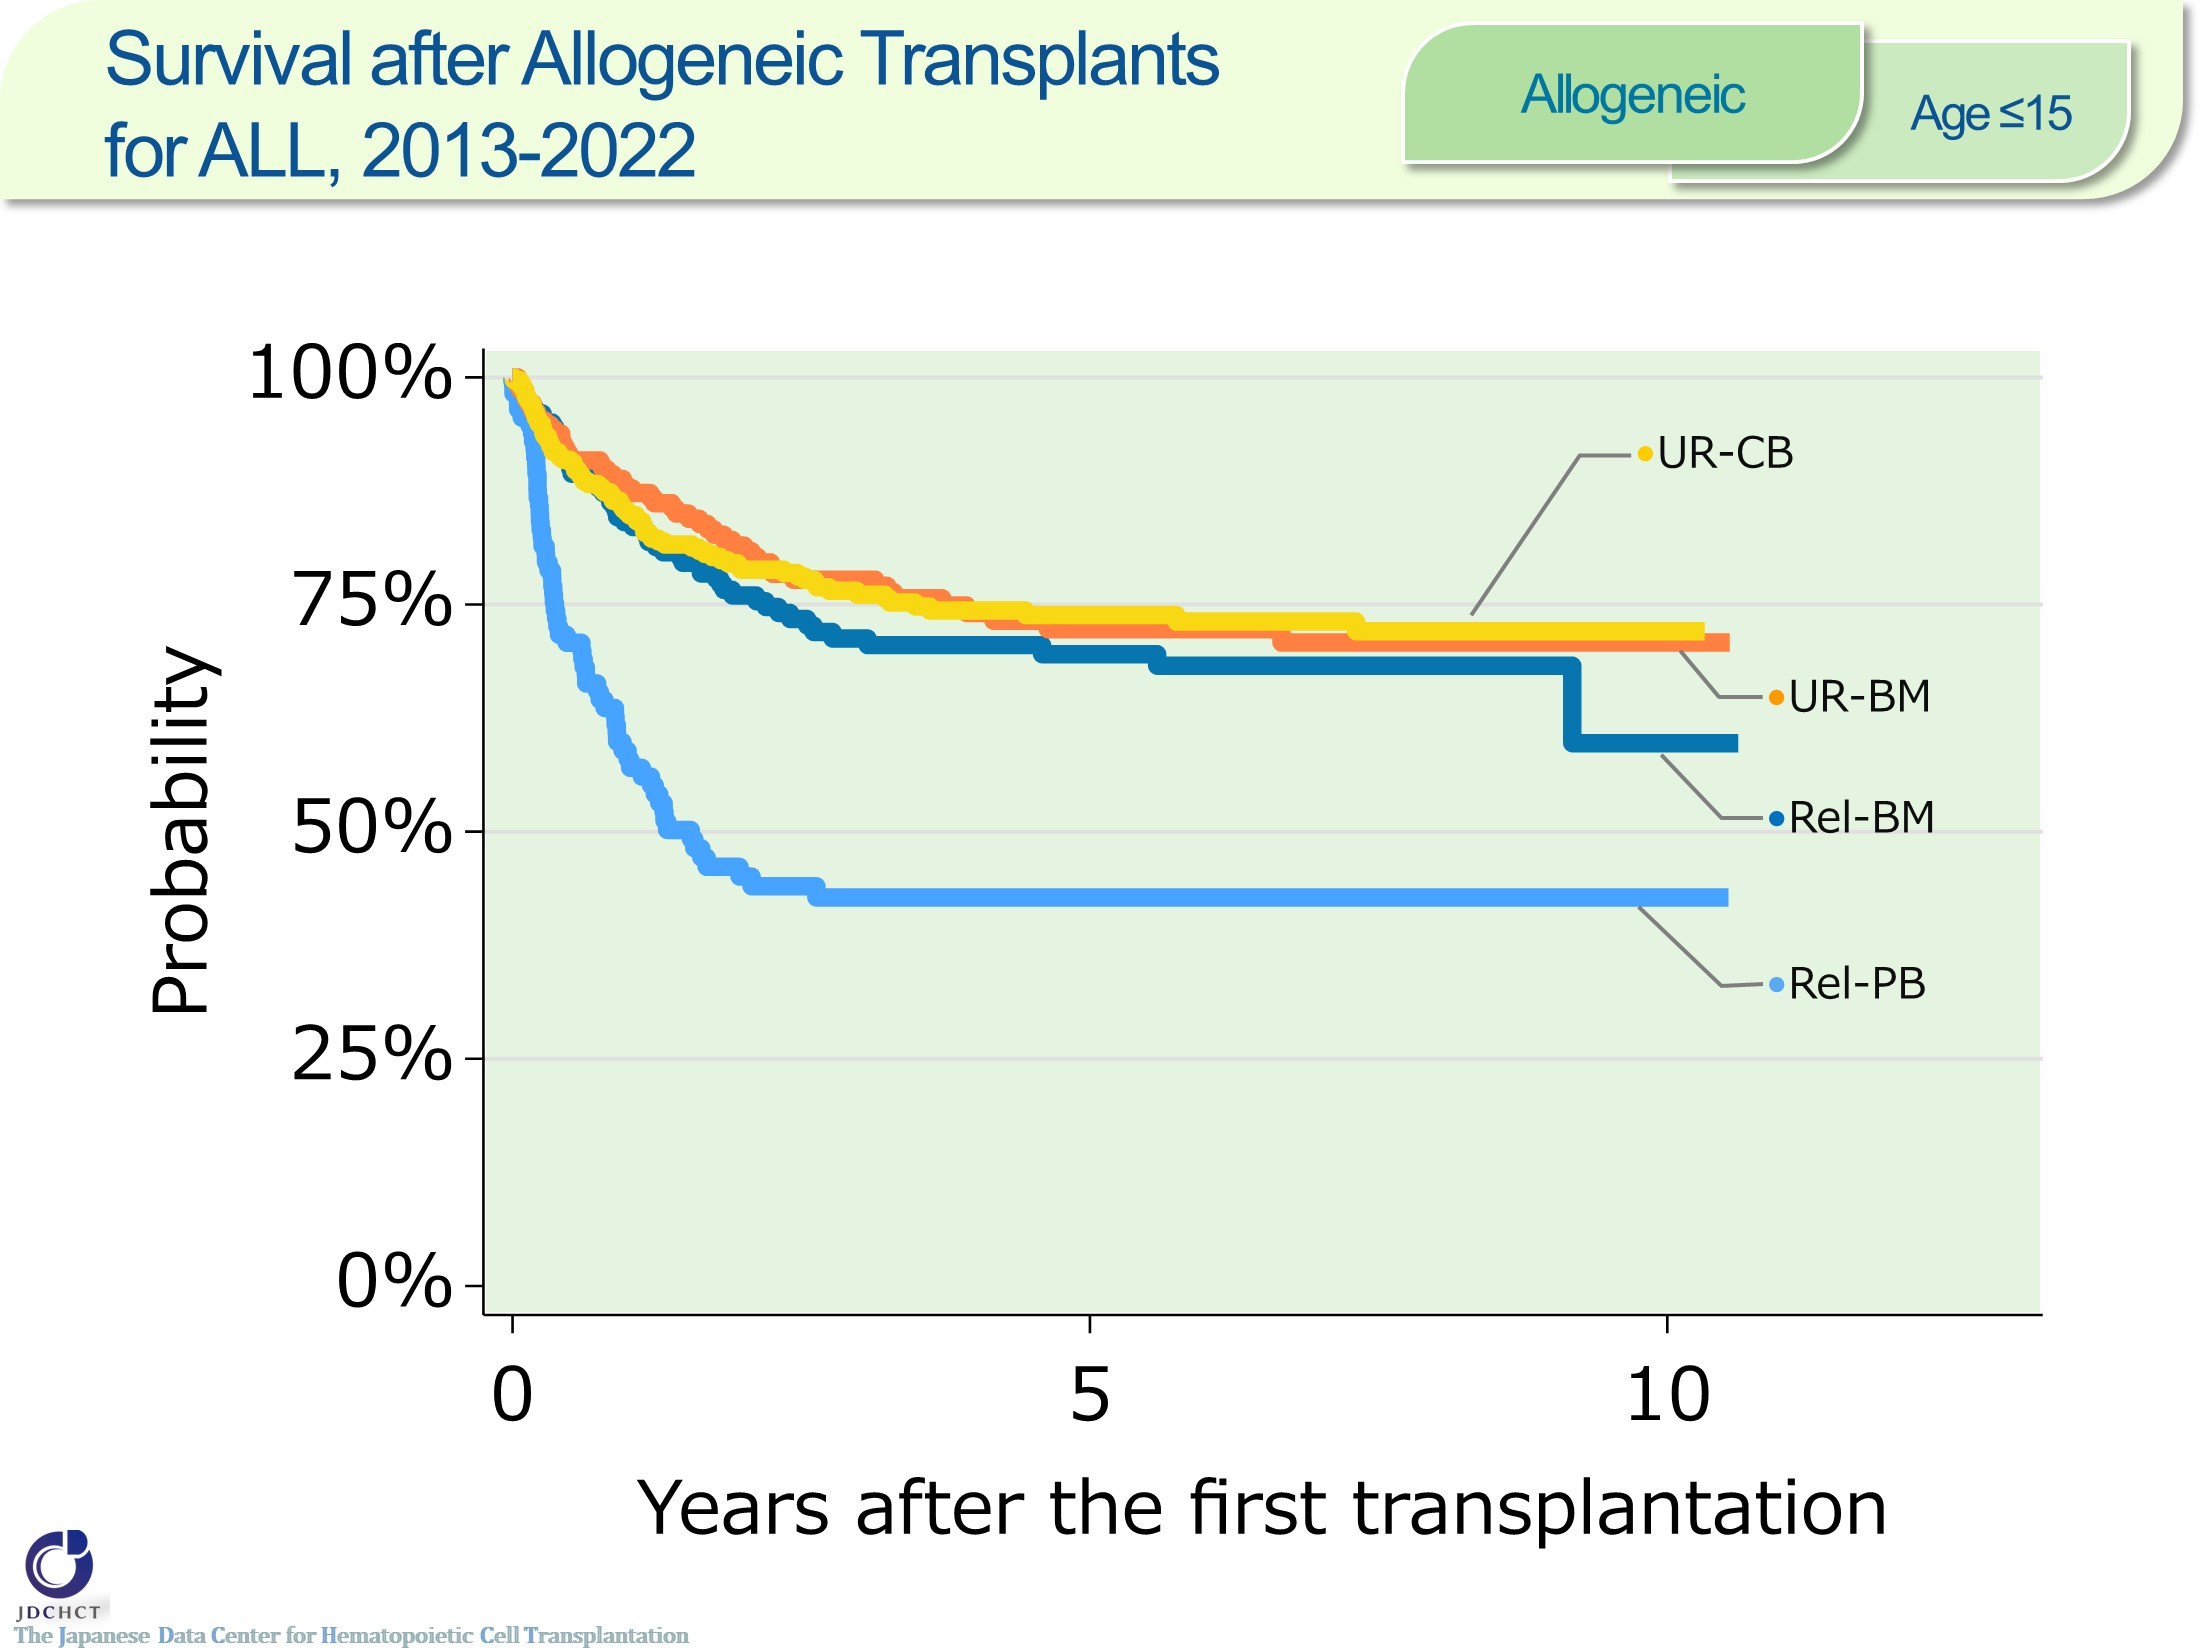 Survival after Allogeneic Transplants
for ALL, 2013-2022
Allogeneic
Age ≤15
100%
75%
50%
25%
0%
Probability
UR-CB
UR-BM
Rel-BM
Rel-PB
0
5
10
Years after the first transplantation
JDCHCT
The Japanese Data Center for Hematopoietic Cell Transplantation